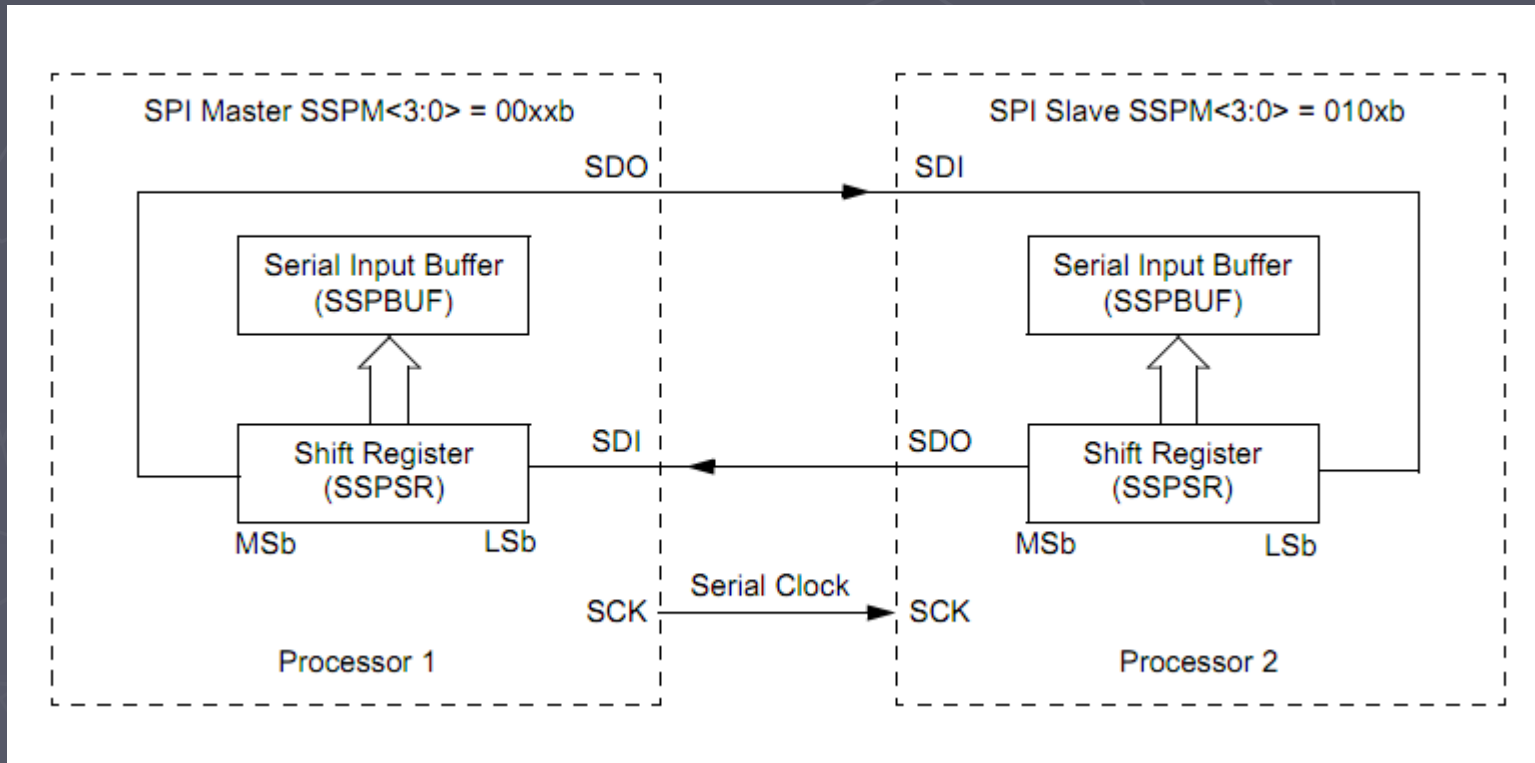 SPI Master SSPM<3:0> = 00xxb
SPI Slave SSPM<3:0> = 010xb
SDO
SDI
Serial Input Buffer
(SSPBUF)
Serial Input Buffer
(SSPBUF)
Shift Register
(SSPSR)
SDI
SDO
Shift Register
(SSPSR)
MSb
LSb
MSb
LSb
Serial Clock
SCK
SCK
Processor 1
Processor 2